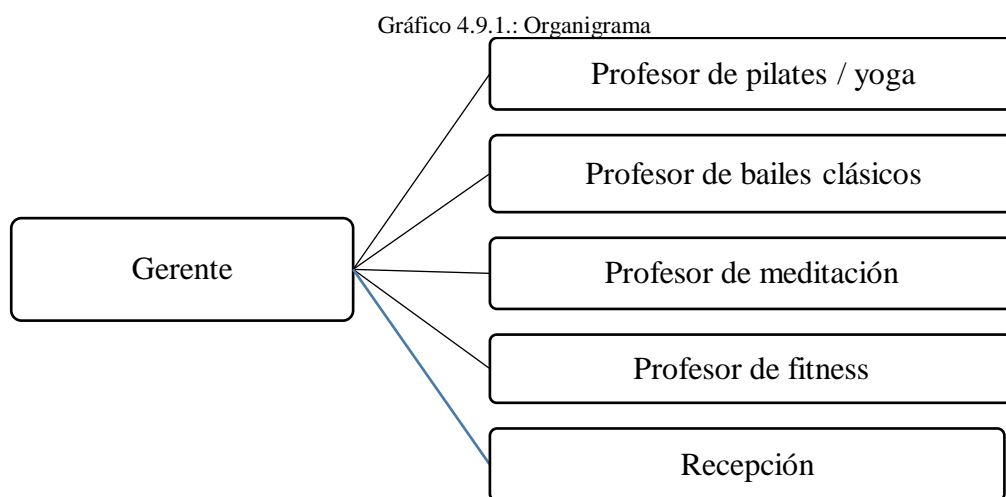 Gráfico 4.9.1.: Organigrama
Profesor de pilates / yoga
Profesor de bailes clásicos
Gerente
Profesor de meditación
Profesor de fitness
Recepción